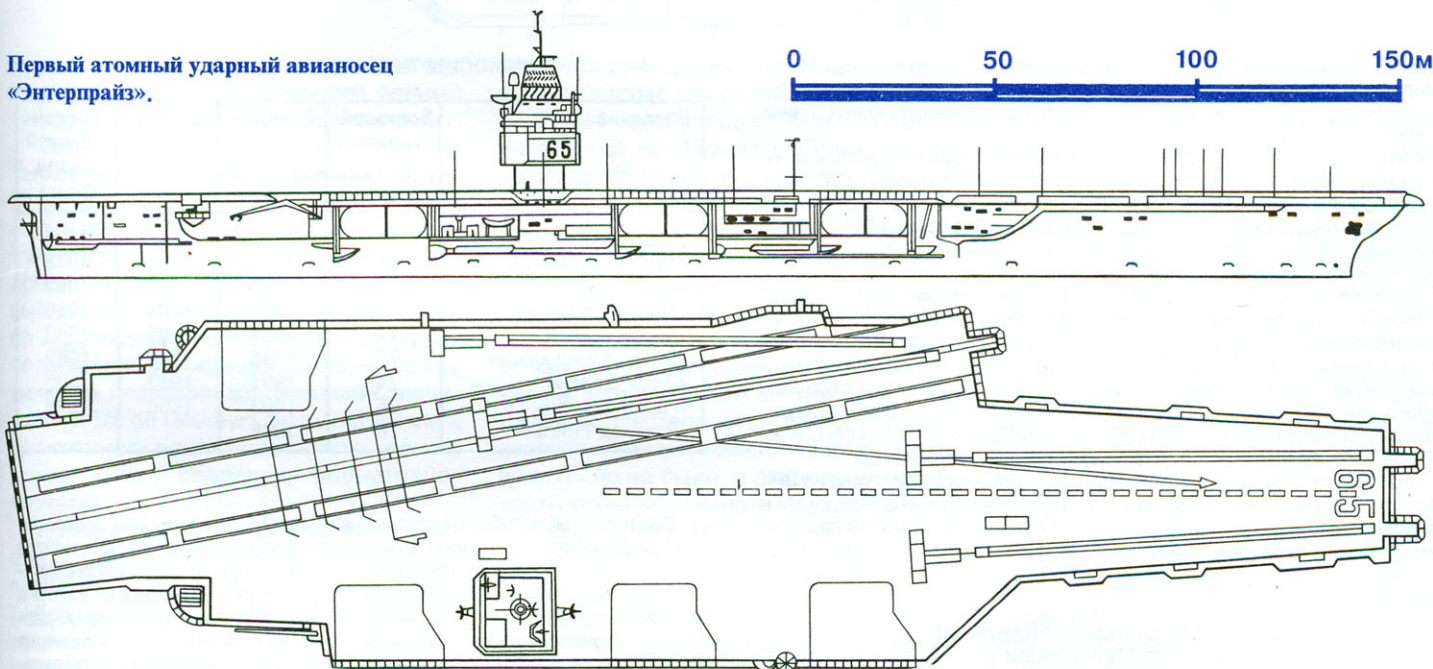 Первый атомный ударный авианосец
«Энтерпрайз».
0 50 100 150м
65
65